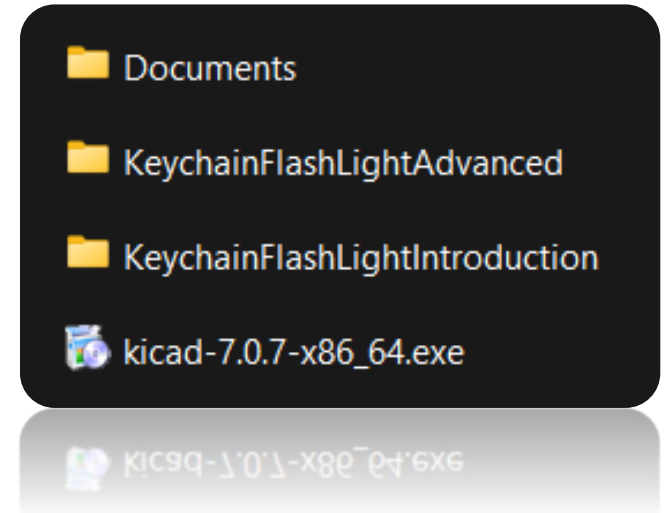 Documents
KeychainFlashLightAdvanced
KeychainFlashLightIntroduction
kicad-7.0.7-x86_64.exe